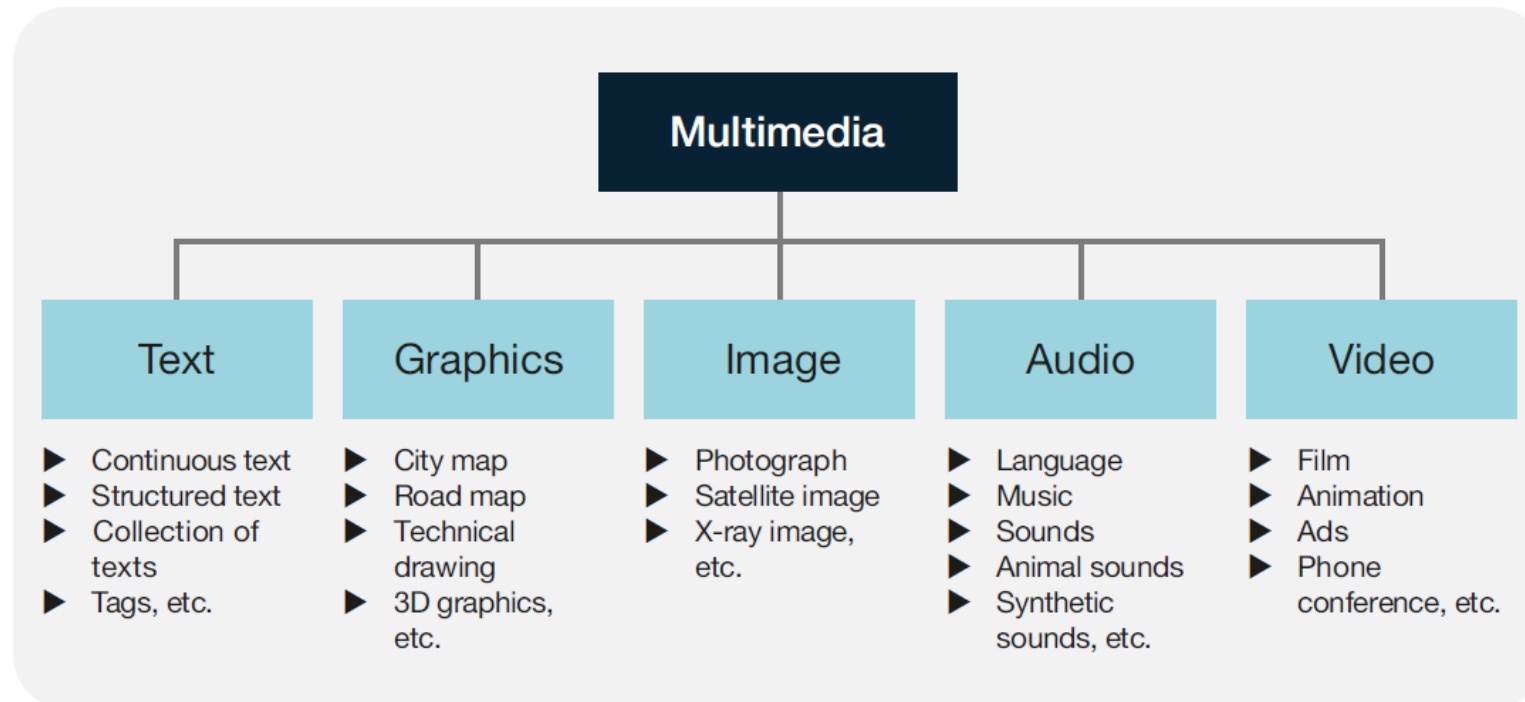 Multimedia
Text
Graphics
Image
Audio
Video
▶ Continuous text
▶ Structured text
▶ Collection of
texts
▶ Tags, etc.
▶ City map
▶ Road map
▶ Technical
drawing
▶ 3D graphics,
etc.
▶ Photograph
▶ Satellite image
▶ X-ray image,
etc.
▶ Language
▶ Music
▶ Sounds
▶ Animal sounds
▶ Synthetic
sounds, etc.
▶ Film
▶ Animation
▶ Ads
▶ Phone
conference, etc.